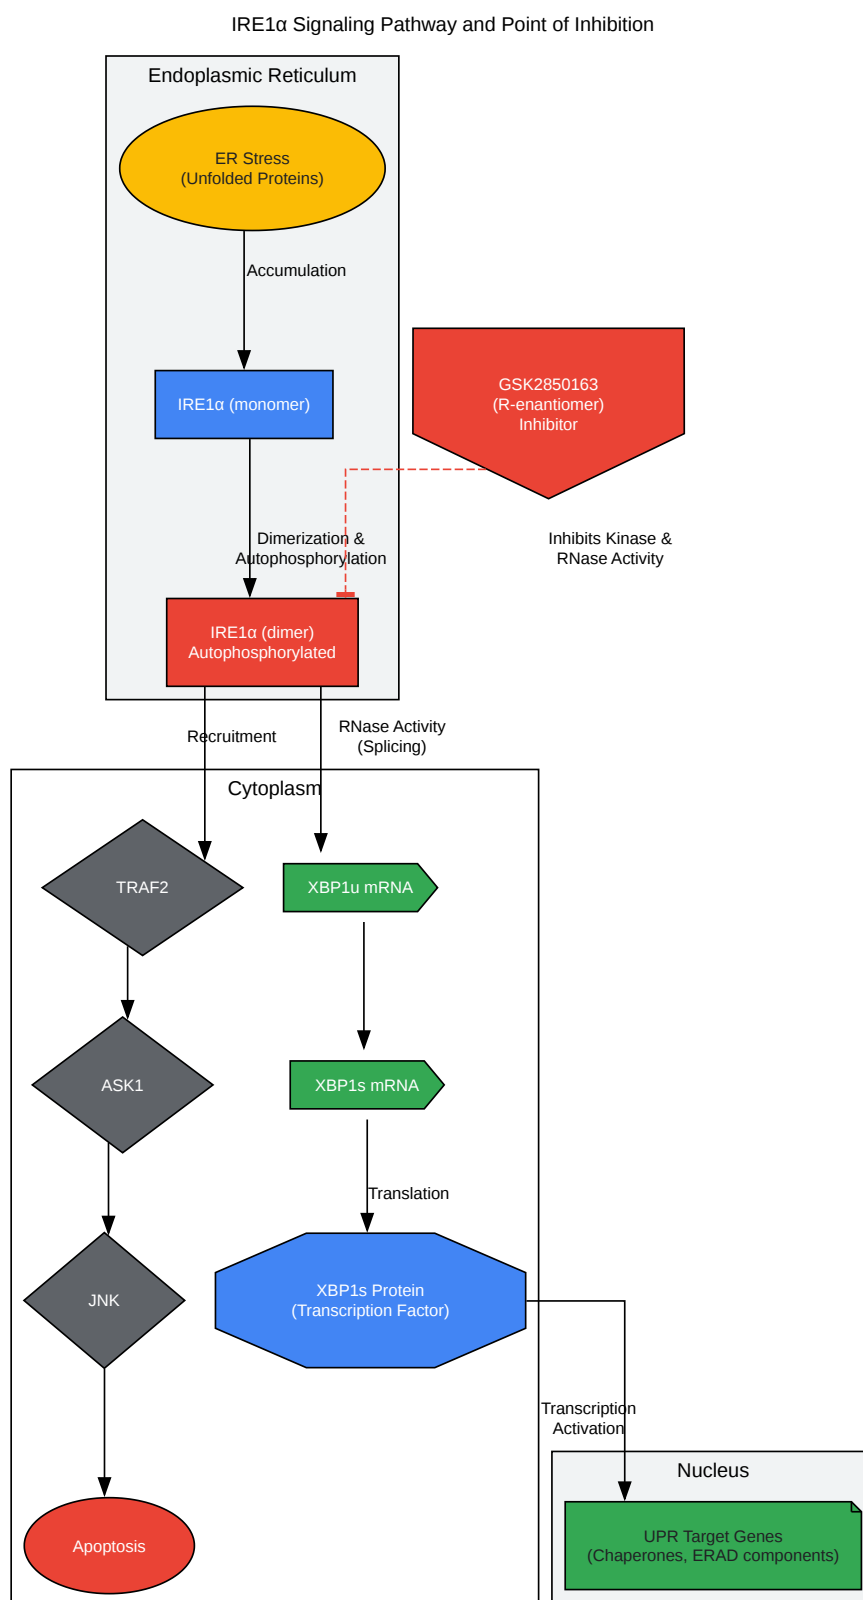 IRE1α Signaling Pathway and Point of Inhibition
Endoplasmic Reticulum
ER Stress
(Unfolded Proteins)
Accumulation
IRE1α (monomer)
GSK2850163
(R-enantiomer)
Inhibitor
Dimerization &
Autophosphorylation
Inhibits Kinase &
RNase Activity
IRE1α (dimer)
Autophosphorylated
Recruitment
RNase Activity
(Splicing)
Cytoplasm
TRAF2
XBP1u mRNA
ASK1
XBP1s mRNA
Translation
JNK
XBP1s Protein
(Transcription Factor)
Transcription
Activation
Nucleus
UPR Target Genes
(Chaperones, ERAD components)
Apoptosis